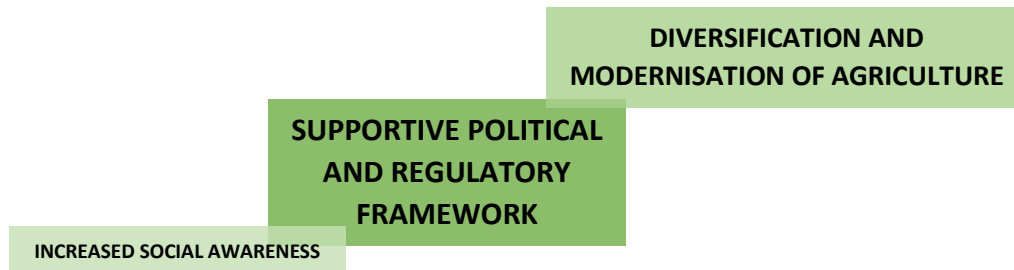 DIVERSIFICATION AND
MODERNISATION OF AGRICULTURE
SUPPORTIVE POLITICAL
AND REGULATORY
FRAMEWORK
INCREASED SOCIAL AWARENESS